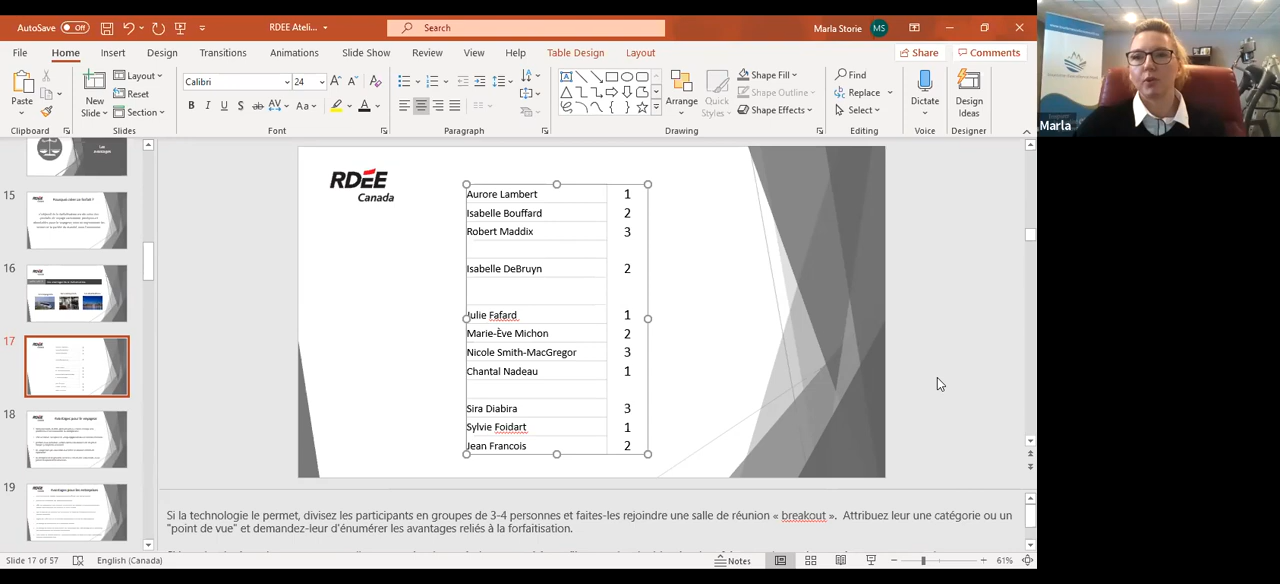 AutoSave Off RDEE Ateli... Search Marla Storie MS
File Home Insert Design Transitions Animations Slide Show Review View Help Table Design Layout Share Comments
Paste
Clipboard
New
Slide
Layout
Reset
Section
Slides
Calibri 24
Font
Paragraph
Arrange
Quick
Styles
Shape Fill
Shape Outline
Shape Effects
Drawing
Find
Replace
Select
Editing
Dictate
Voice
Design
Ideas
Designer
Marla
15
16
17
18
19
RDÉE
Canada
Aurore Lambert 1
Isabelle Bouffard 2
Robert Maddix 3
Isabelle DeBruyn 2
Julie Fafard 1
Marie-Ève Michon 2
Nicole Smith-MacGregor 3
Chantal Nadeau 1
Sira Diabira 3
Sylvie Foidart 1
Jean Francois 2
Si la technologie le permet, divisez les participants en groupes de 3-4 personnes et faites-les rejoindre une salle de réunion « breakout ». Attribuez leur une catégorie ou un
"point de vue" et demandez-leur d'énumérer les avantages reliés à la forfaitisation.
Slide 17 of 57 English (Canada) Notes 61%